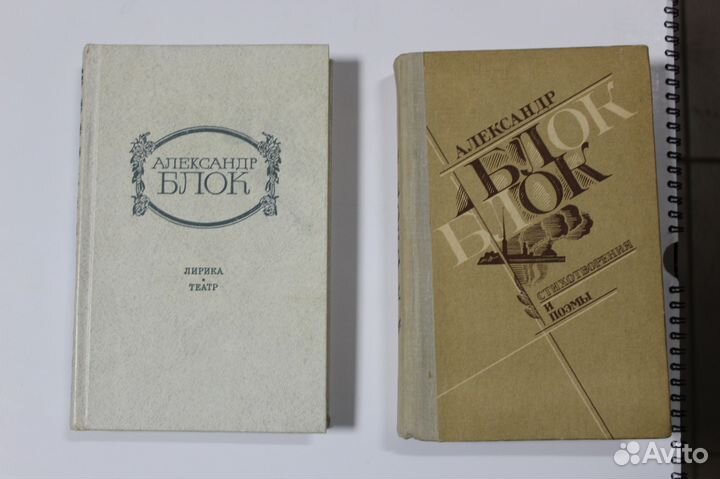 АЛЕКСАНДР
БЛОК
ЛИРИКА
•
ТЕАТР
АЛЕКСАНДР
БЛОК
БЛОК
СТИХОТВОРЕНИЯ
И
ПОЭМЫ
Avito